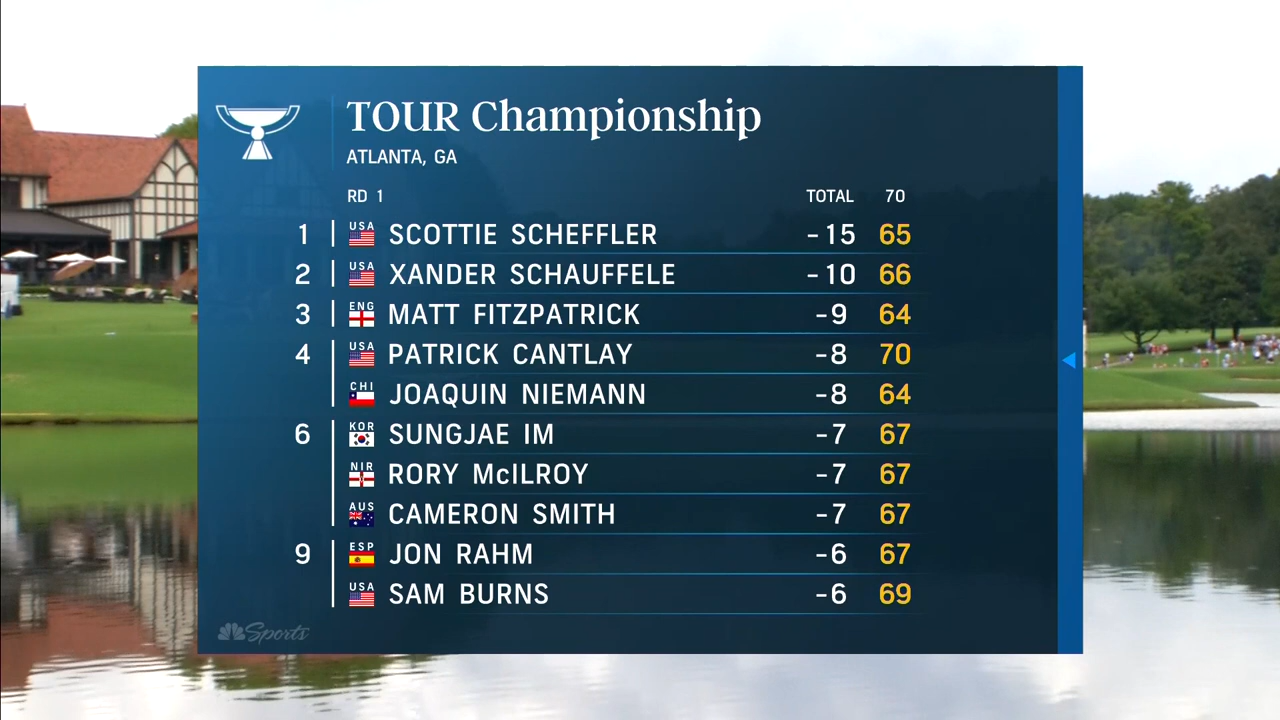 TOUR Championship
ATLANTA, GA
RD 1 TOTAL 70
1 USA SCOTTIE SCHEFFLER -15 65
2 USA XANDER SCHAUFFELE -10 66
3 ENG MATT FITZPATRICK -9 64
4 USA PATRICK CANTLAY -8 70
CHI JOAQUIN NIEMANN -8 64
6 KOR SUNGJAE IM -7 67
NIR RORY McILROY -7 67
AUS CAMERON SMITH -7 67
9 ESP JON RAHM -6 67
USA SAM BURNS -6 69
Sports